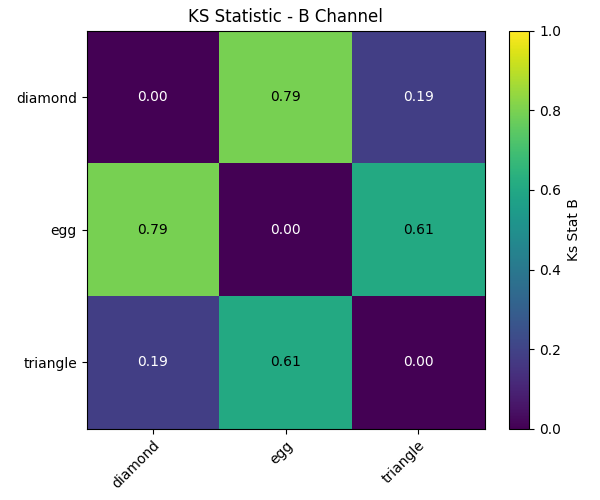 KS Statistic - B Channel
diamond
0.00
0.79
0.19
egg
0.79
0.00
0.61
triangle
0.19
0.61
0.00
diamond
egg
triangle
1.0
0.8
0.6
0.4
0.2
0.0
Ks Stat B